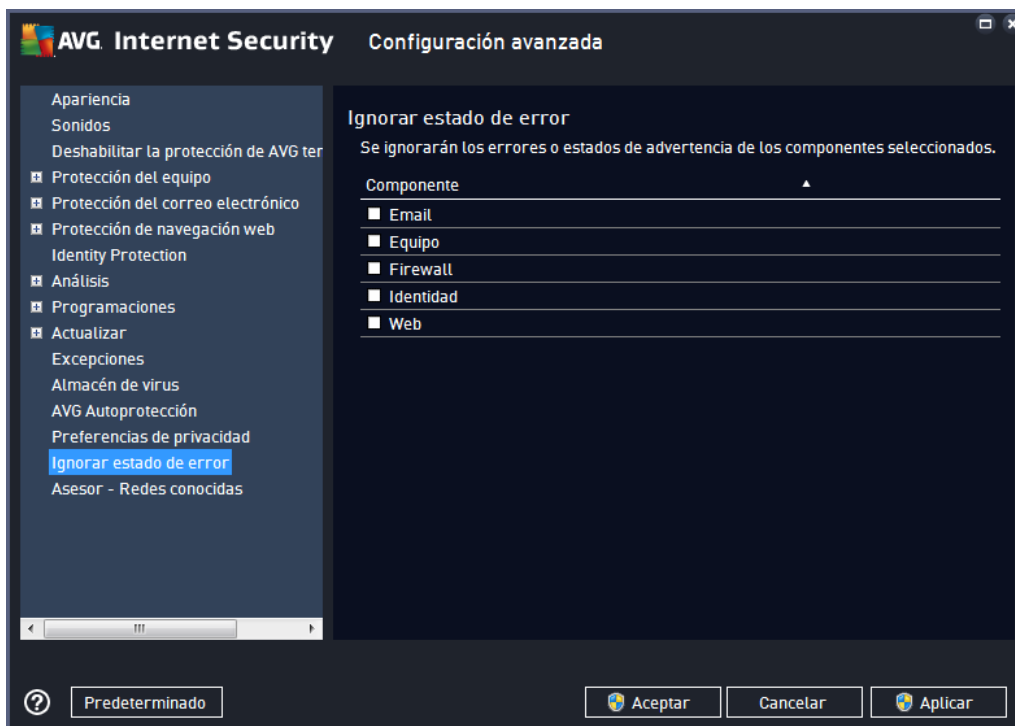 AVG. Internet Security Configuración avanzada
Apariencia
Sonidos
Deshabilitar la protección de AVG ter
Protección del equipo
Protección del correo electrónico
Protección de navegación web
Identity Protection
Análisis
Programaciones
Actualizar
Excepciones
Almacén de virus
AVG Autoprotección
Preferencias de privacidad
Ignorar estado de error
Asesor - Redes conocidas
Ignorar estado de error
Se ignorarán los errores o estados de advertencia de los componentes seleccionados.
Componente
Email
Equipo
Firewall
Identidad
Web
Predeterminado
Aceptar
Cancelar
Aplicar